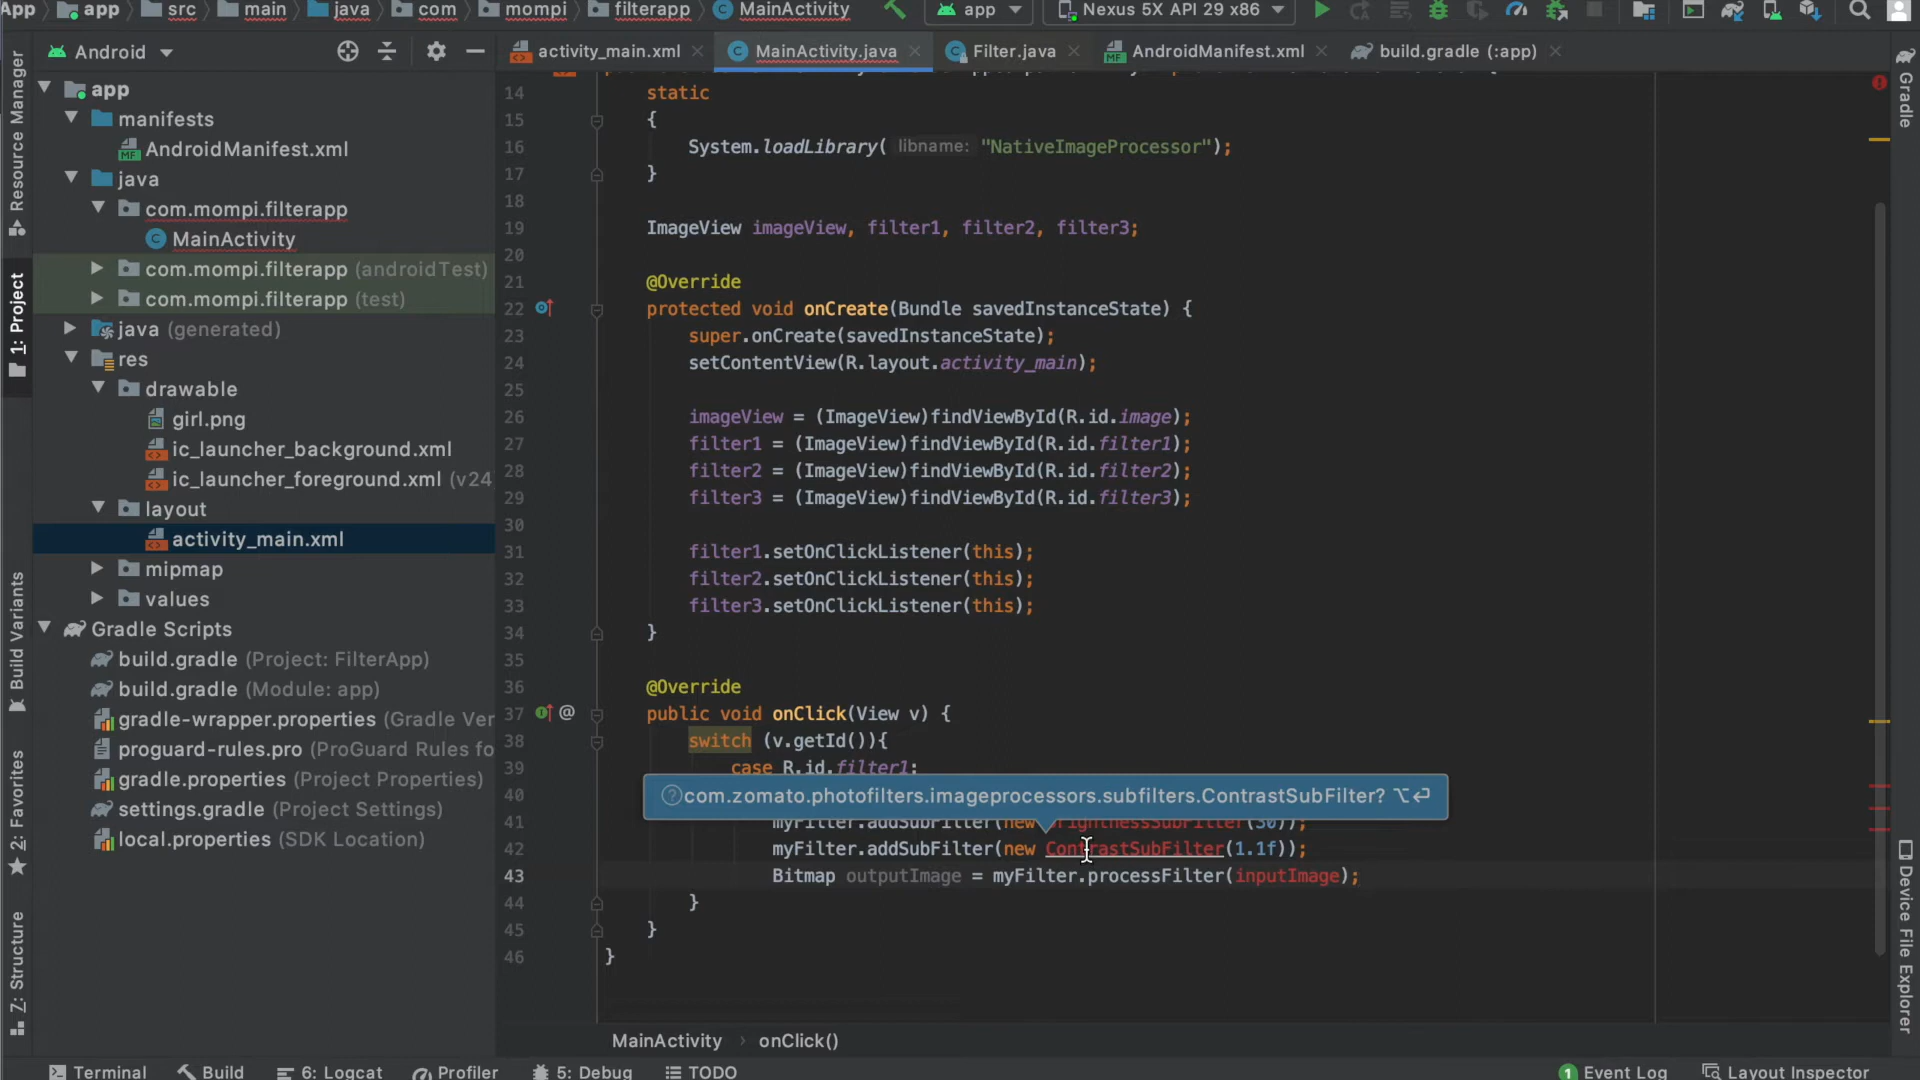 App app src main java com mompi filterapp MainActivity app Nexus 5X API 29 x86
Android
activity_main.xml MainActivity.java Filter.java AndroidManifest.xml build.gradle (:app)
Resource Manager
1: Project
Build Variants
2: Favorites
Z: Structure
app
manifests
AndroidManifest.xml
java
com.mompi.filterapp
MainActivity
com.mompi.filterapp (androidTest)
com.mompi.filterapp (test)
java (generated)
res
drawable
girl.png
ic_launcher_background.xml
ic_launcher_foreground.xml (v24
layout
activity_main.xml
mipmap
values
Gradle Scripts
build.gradle (Project: FilterApp)
build.gradle (Module: app)
gradle-wrapper.properties (Gradle Ver
proguard-rules.pro (ProGuard Rules fo
gradle.properties (Project Properties)
settings.gradle (Project Settings)
local.properties (SDK Location)
14 static
15 {
16 System.loadLibrary( libname: "NativeImageProcessor");
17 }
18
19 ImageView imageView, filter1, filter2, filter3;
20
21 @Override
22 protected void onCreate(Bundle savedInstanceState) {
23 super.onCreate(savedInstanceState);
24 setContentView(R.layout.activity_main);
25
26 imageView = (ImageView)findViewById(R.id.image);
27 filter1 = (ImageView)findViewById(R.id.filter1);
28 filter2 = (ImageView)findViewById(R.id.filter2);
29 filter3 = (ImageView)findViewById(R.id.filter3);
30
31 filter1.setOnClickListener(this);
32 filter2.setOnClickListener(this);
33 filter3.setOnClickListener(this);
34 }
35
36 @Override
37 @ public void onClick(View v) {
38 switch (v.getId()){
39 case R.id.filter1:
40 ?com.zomato.photofilters.imageprocessors.subfilters.ContrastSubFilter? ⌥⏎
41 myFilter.addSubFilter(new BrightnessSubFilter(30));
42 myFilter.addSubFilter(new ContrastSubFilter(1.1f));
43 Bitmap outputImage = myFilter.processFilter(inputImage);
44 }
45 }
46 }
MainActivity › onClick()
Gradle
Device File Explorer
Terminal Build 6: Logcat Profiler 5: Debug TODO 1 Event Log Layout Inspector